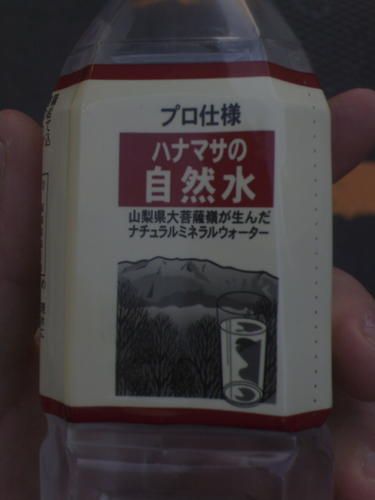 プロ仕様
ハナマサの
自然水
山梨県大菩薩嶺が生んだ
ナチュラルミネラルウォーター